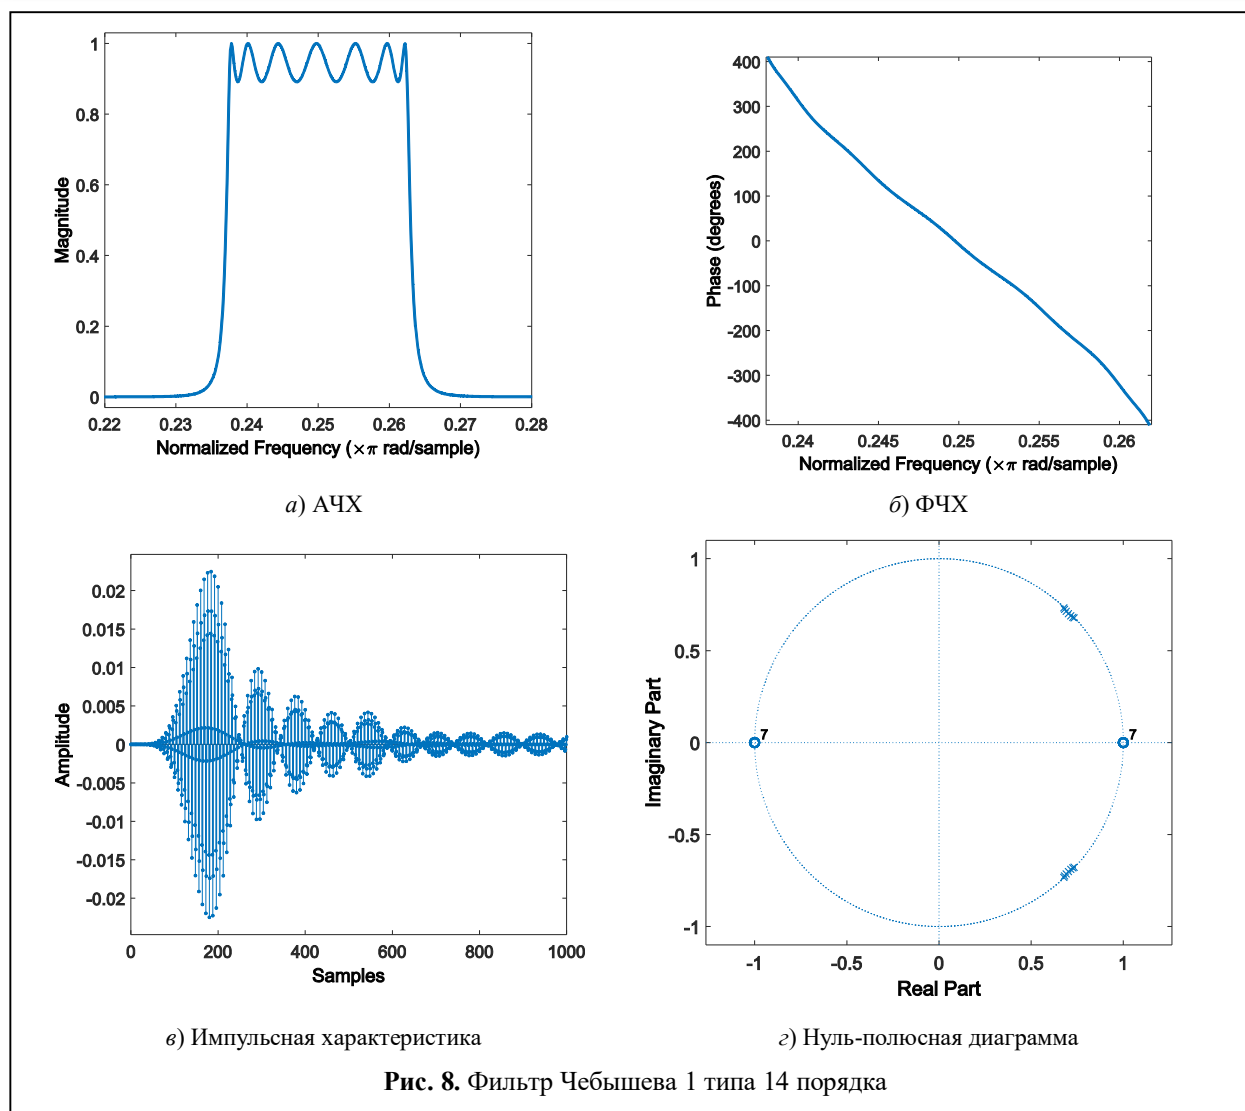 1
0.8
0.6
0.4
0.2
0
Magnitude
0.22 0.23 0.24 0.25 0.26 0.27 0.28
Normalized Frequency (×π rad/sample)
а) АЧХ
400
300
200
100
0
-100
-200
-300
-400
Phase (degrees)
0.24 0.245 0.25 0.255 0.26
Normalized Frequency (×π rad/sample)
б) ФЧХ
0.02
0.015
0.01
0.005
0
-0.005
-0.01
-0.015
-0.02
Amplitude
0 200 400 600 800 1000
Samples
в) Импульсная характеристика
1
0.5
0
-0.5
-1
Imaginary Part
7 7
-1 -0.5 0 0.5 1
Real Part
г) Нуль-полюсная диаграмма
Рис. 8. Фильтр Чебышева 1 типа 14 порядка